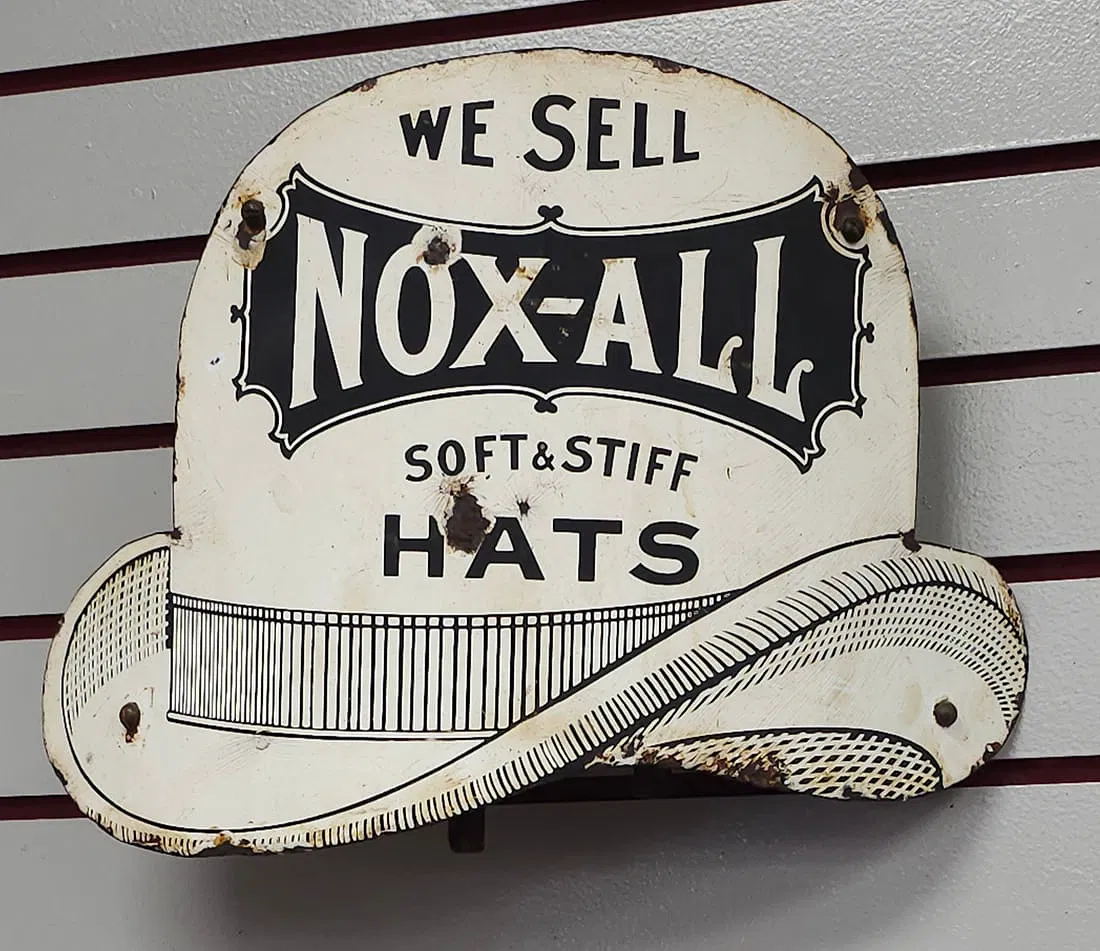 WE SELL
NOX-ALL
SOFT & STIFF
HATS